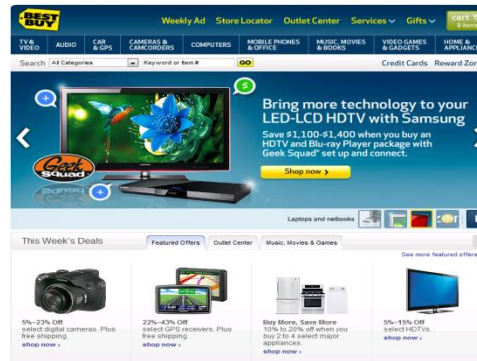 BEST
BUY
Weekly Ad Store Locator Outlet Center Services Gifts cart
0 items
TV & VIDEO
AUDIO
CAR & GPS
CAMERAS & CAMCORDERS
COMPUTERS
MOBILE PHONES & OFFICE
MUSIC, MOVIES & BOOKS
VIDEO GAMES & GADGETS
HOME & APPLIANC
Search All Categories Keyword or Item # GO Credit Cards Reward Zon
Bring more technology to your
LED-LCD HDTV with Samsung
Save $1,100-$1,400 when you buy an
HDTV and Blu-ray Player package with
Geek Squad® set up and connect.
Shop now
Geek
SQUAD
Laptops and netbooks
This Week's Deals Featured Offers Outlet Center Music, Movies & Games
See more featured offers
5%-23% Off
select digital cameras. Plus
free shipping.
shop now ›
22%-43% Off
select GPS receivers. Plus
free shipping.
shop now ›
Buy More, Save More
10% to 20% off when you
buy 2 to 4 select major
appliances.
shop now ›
5%-15% Off
select HDTVs.
shop now ›